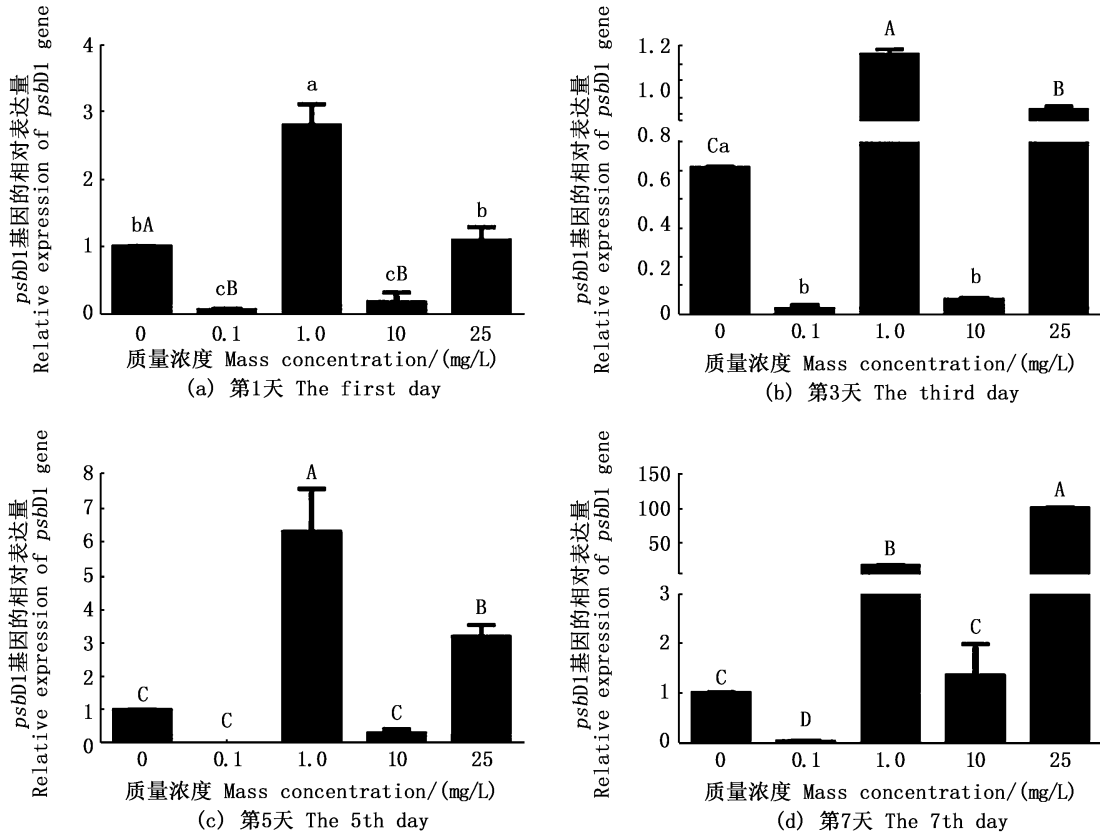 psbD1基因的相对表达量
Relative expression of psbD1 gene
4
3
2
1
0
bA
cB
a
cB
b
0 0.1 1.0 10 25
质量浓度 Mass concentration/(mg/L)
(a) 第1天 The first day
psbD1基因的相对表达量
Relative expression of psbD1 gene
1.2
1.0
0.8
0.6
0.4
0.2
0
Ca
b
A
b
B
0 0.1 1.0 10 25
质量浓度 Mass concentration/(mg/L)
(b) 第3天 The third day
psbD1基因的相对表达量
Relative expression of psbD1 gene
8
7
6
5
4
3
2
1
0
C
C
A
C
B
0 0.1 1.0 10 25
质量浓度 Mass concentration/(mg/L)
(c) 第5天 The 5th day
psbD1基因的相对表达量
Relative expression of psbD1 gene
150
100
50
3
2
1
0
C
D
B
C
A
0 0.1 1.0 10 25
质量浓度 Mass concentration/(mg/L)
(d) 第7天 The 7th day